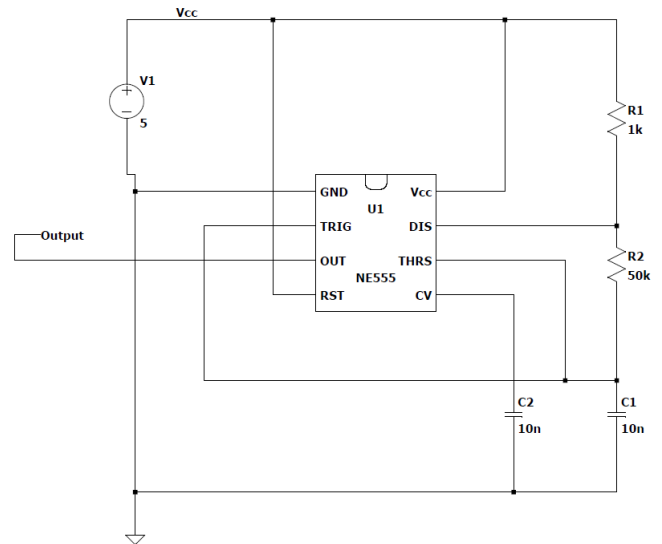 Vcc
V1
5
R1
1k
GND
Vcc
U1
TRIG
DIS
Output
OUT
THRS
R2
50k
NE555
RST
CV
C2
10n
C1
10n